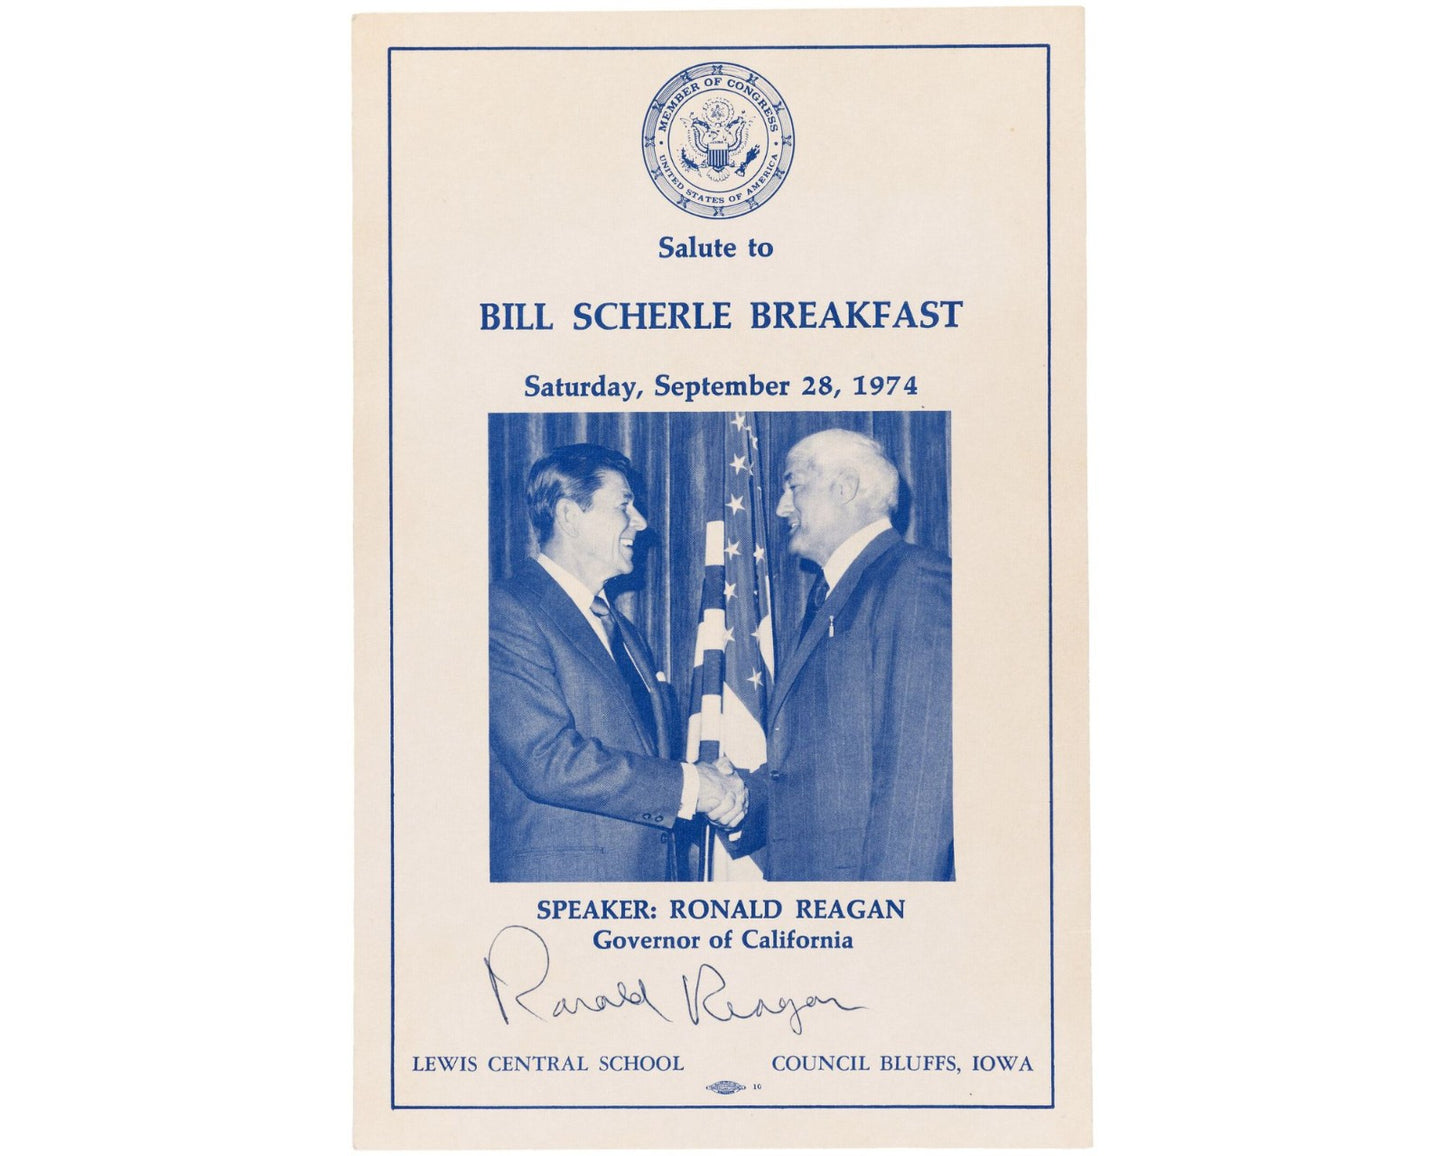 MEMBER OF CONGRESS
UNITED STATES OF AMERICA
Salute to
BILL SCHERLE BREAKFAST
Saturday, September 28, 1974
SPEAKER: RONALD REAGAN
Governor of California
Ronald Reagan
LEWIS CENTRAL SCHOOL COUNCIL BLUFFS, IOWA
16